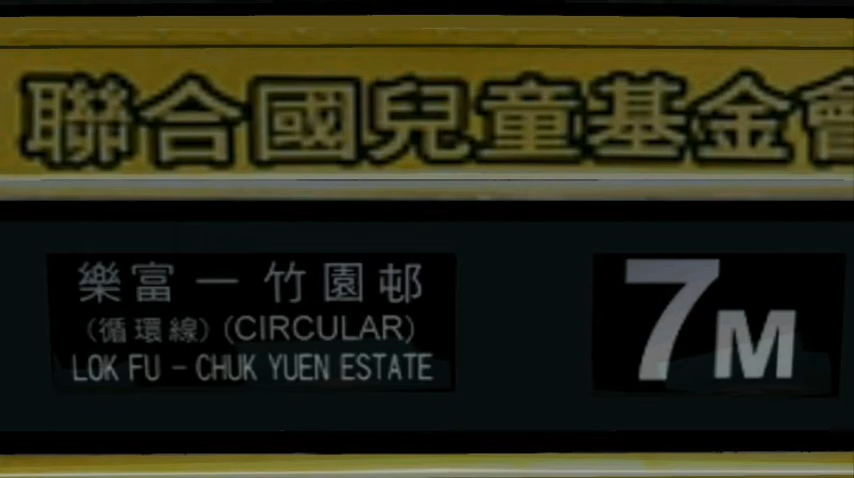 聯合國兒童基金會
樂富一竹園邨
(循環線) (CIRCULAR)
LOK FU - CHUK YUEN ESTATE
7M